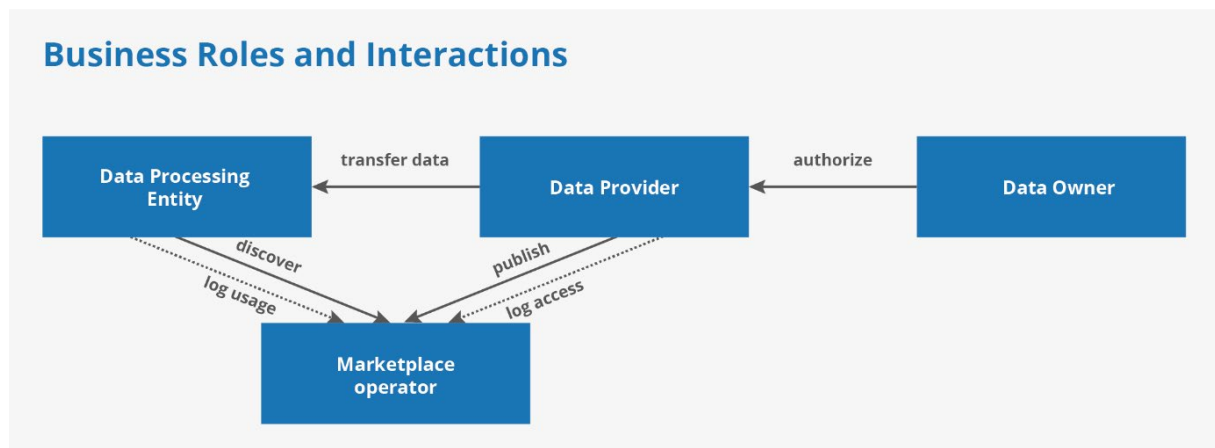 Business Roles and Interactions
transfer data
authorize
Data Processing
Entity
Data Provider
Data Owner
discover
publish
log usage
log access
Marketplace
operator